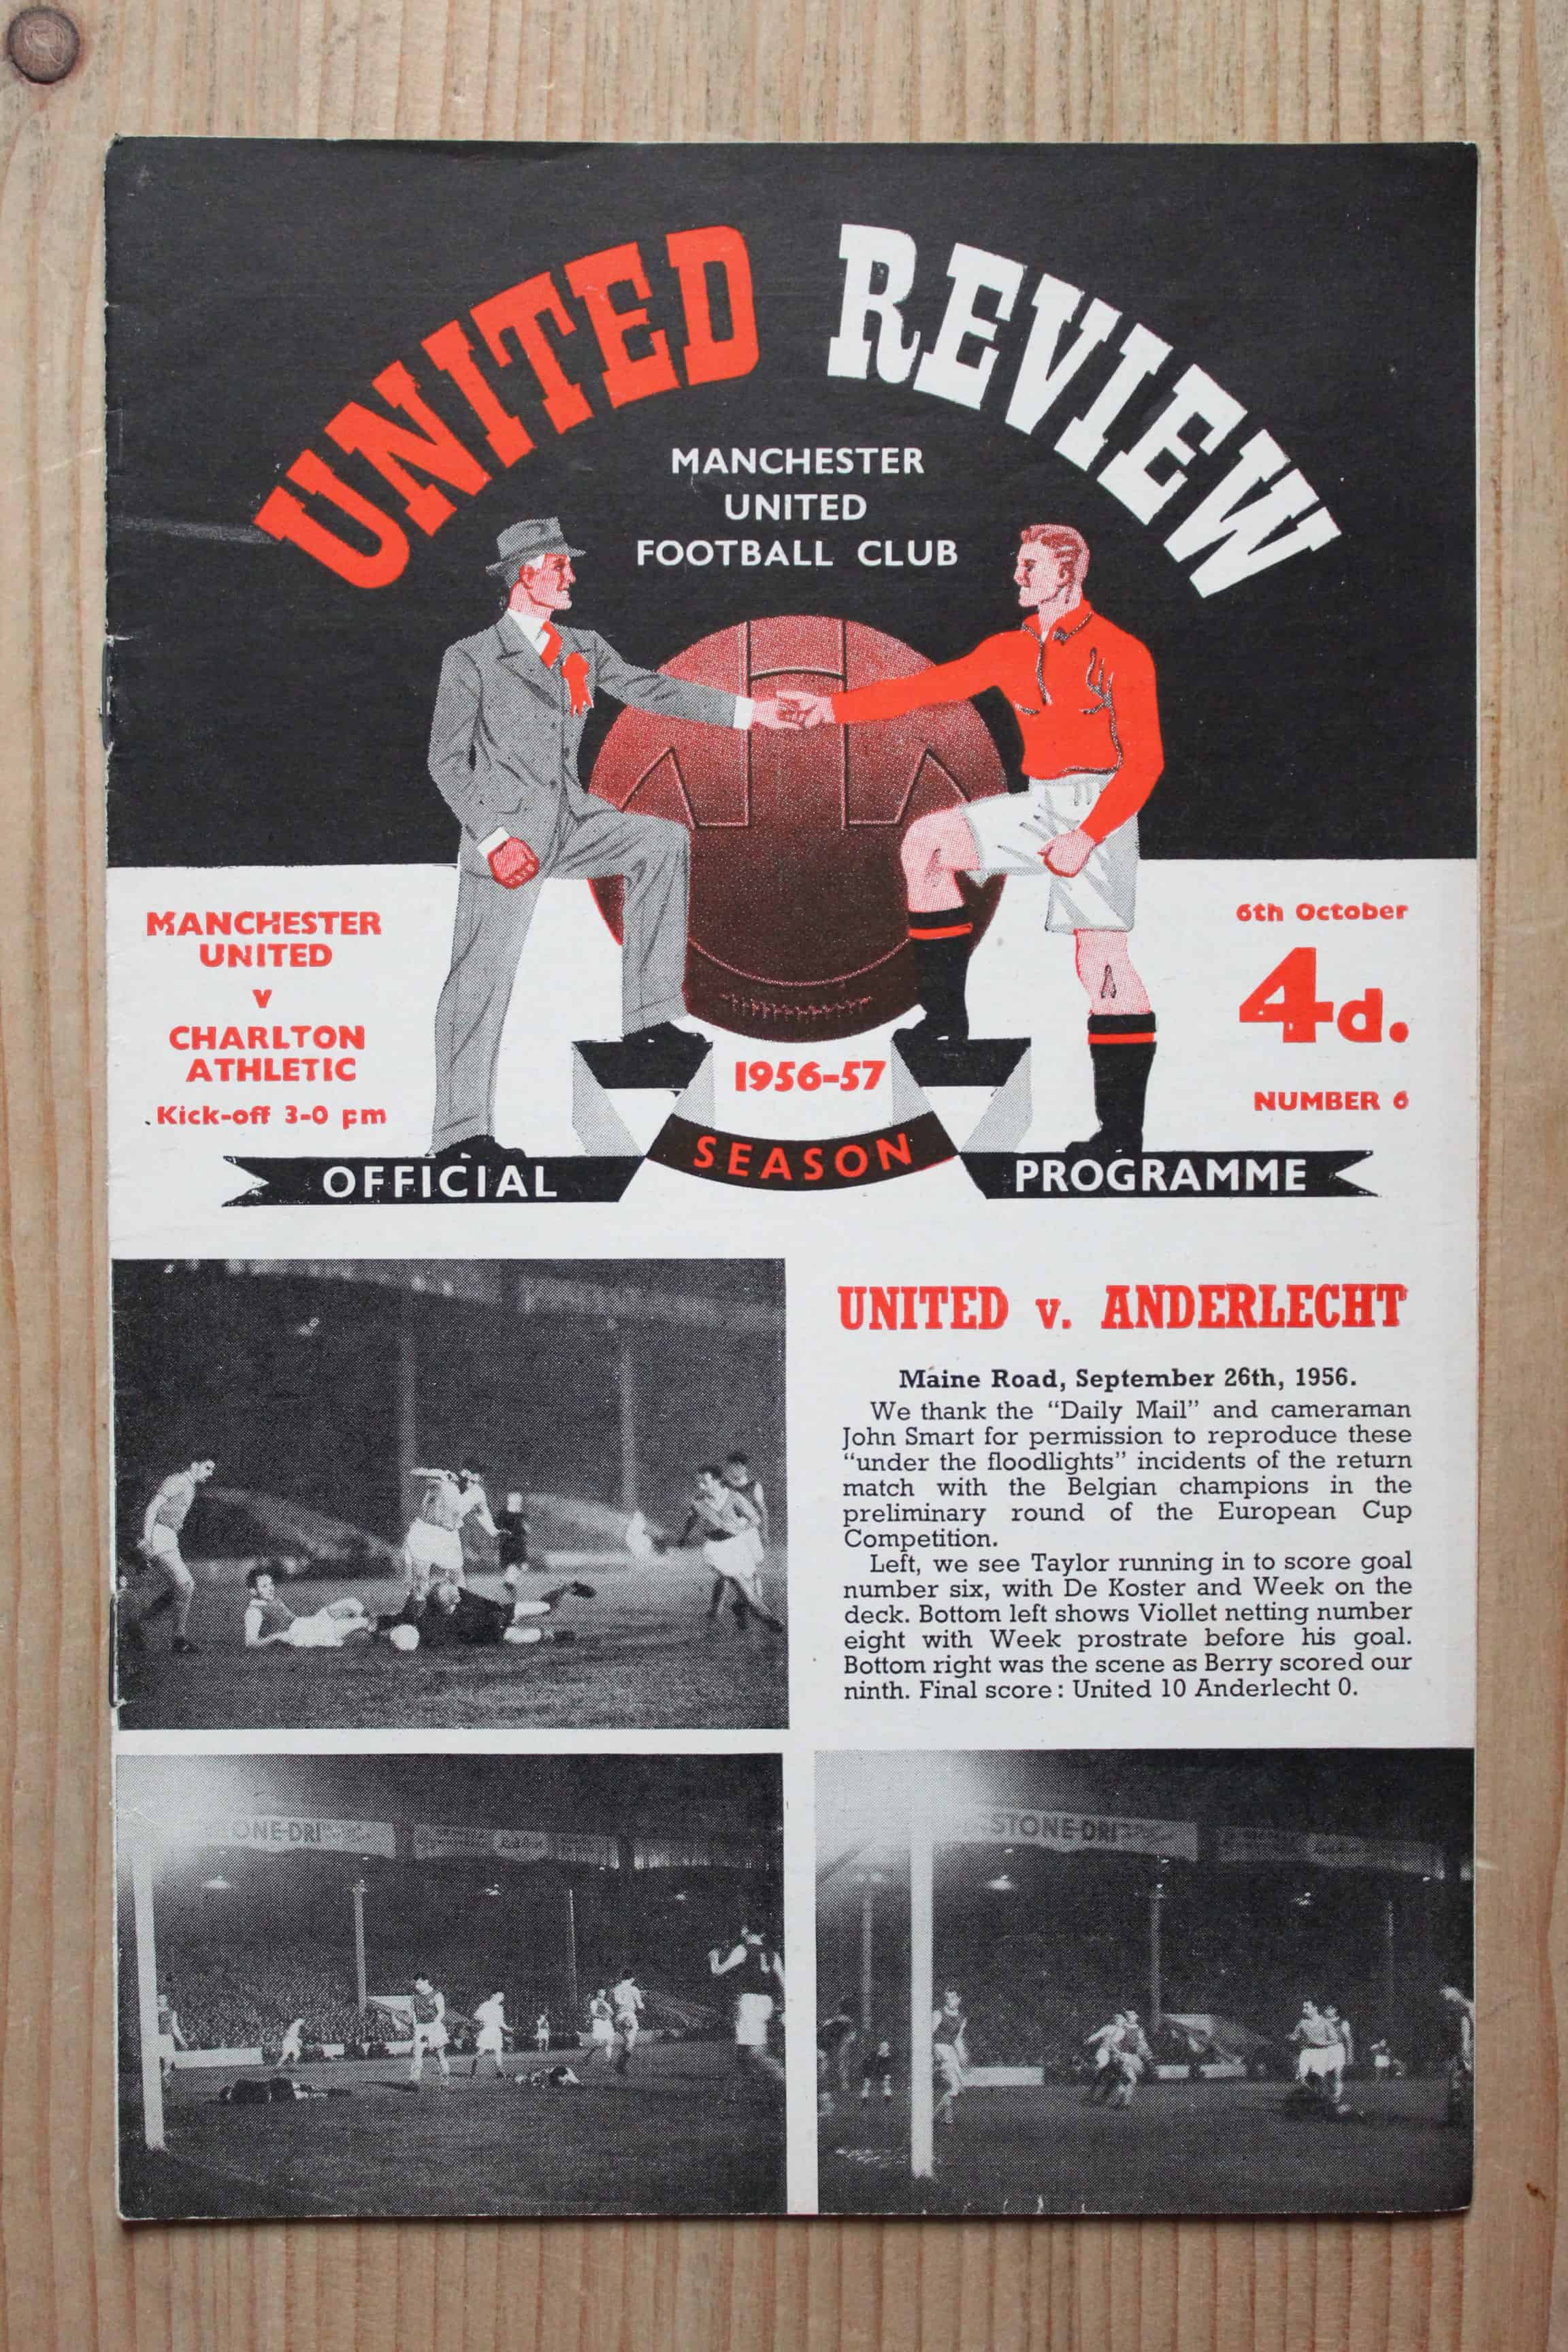 UNITED REVIEW
MANCHESTER
UNITED
FOOTBALL CLUB
MANCHESTER
UNITED
v
CHARLTON
ATHLETIC
Kick-off 3-0 pm
6th October
4d.
NUMBER 6
1956-57
OFFICIAL SEASON PROGRAMME
UNITED v. ANDERLECHT
Maine Road, September 26th, 1956.
We thank the "Daily Mail" and cameraman
John Smart for permission to reproduce these
"under the floodlights" incidents of the return
match with the Belgian champions in the
preliminary round of the European Cup
Competition.
Left, we see Taylor running in to score goal
number six, with De Koster and Week on the
deck. Bottom left shows Viollet netting number
eight with Week prostrate before his goal.
Bottom right was the scene as Berry scored our
ninth. Final score : United 10 Anderlecht 0.
ONE-DRI
STONE-DRI